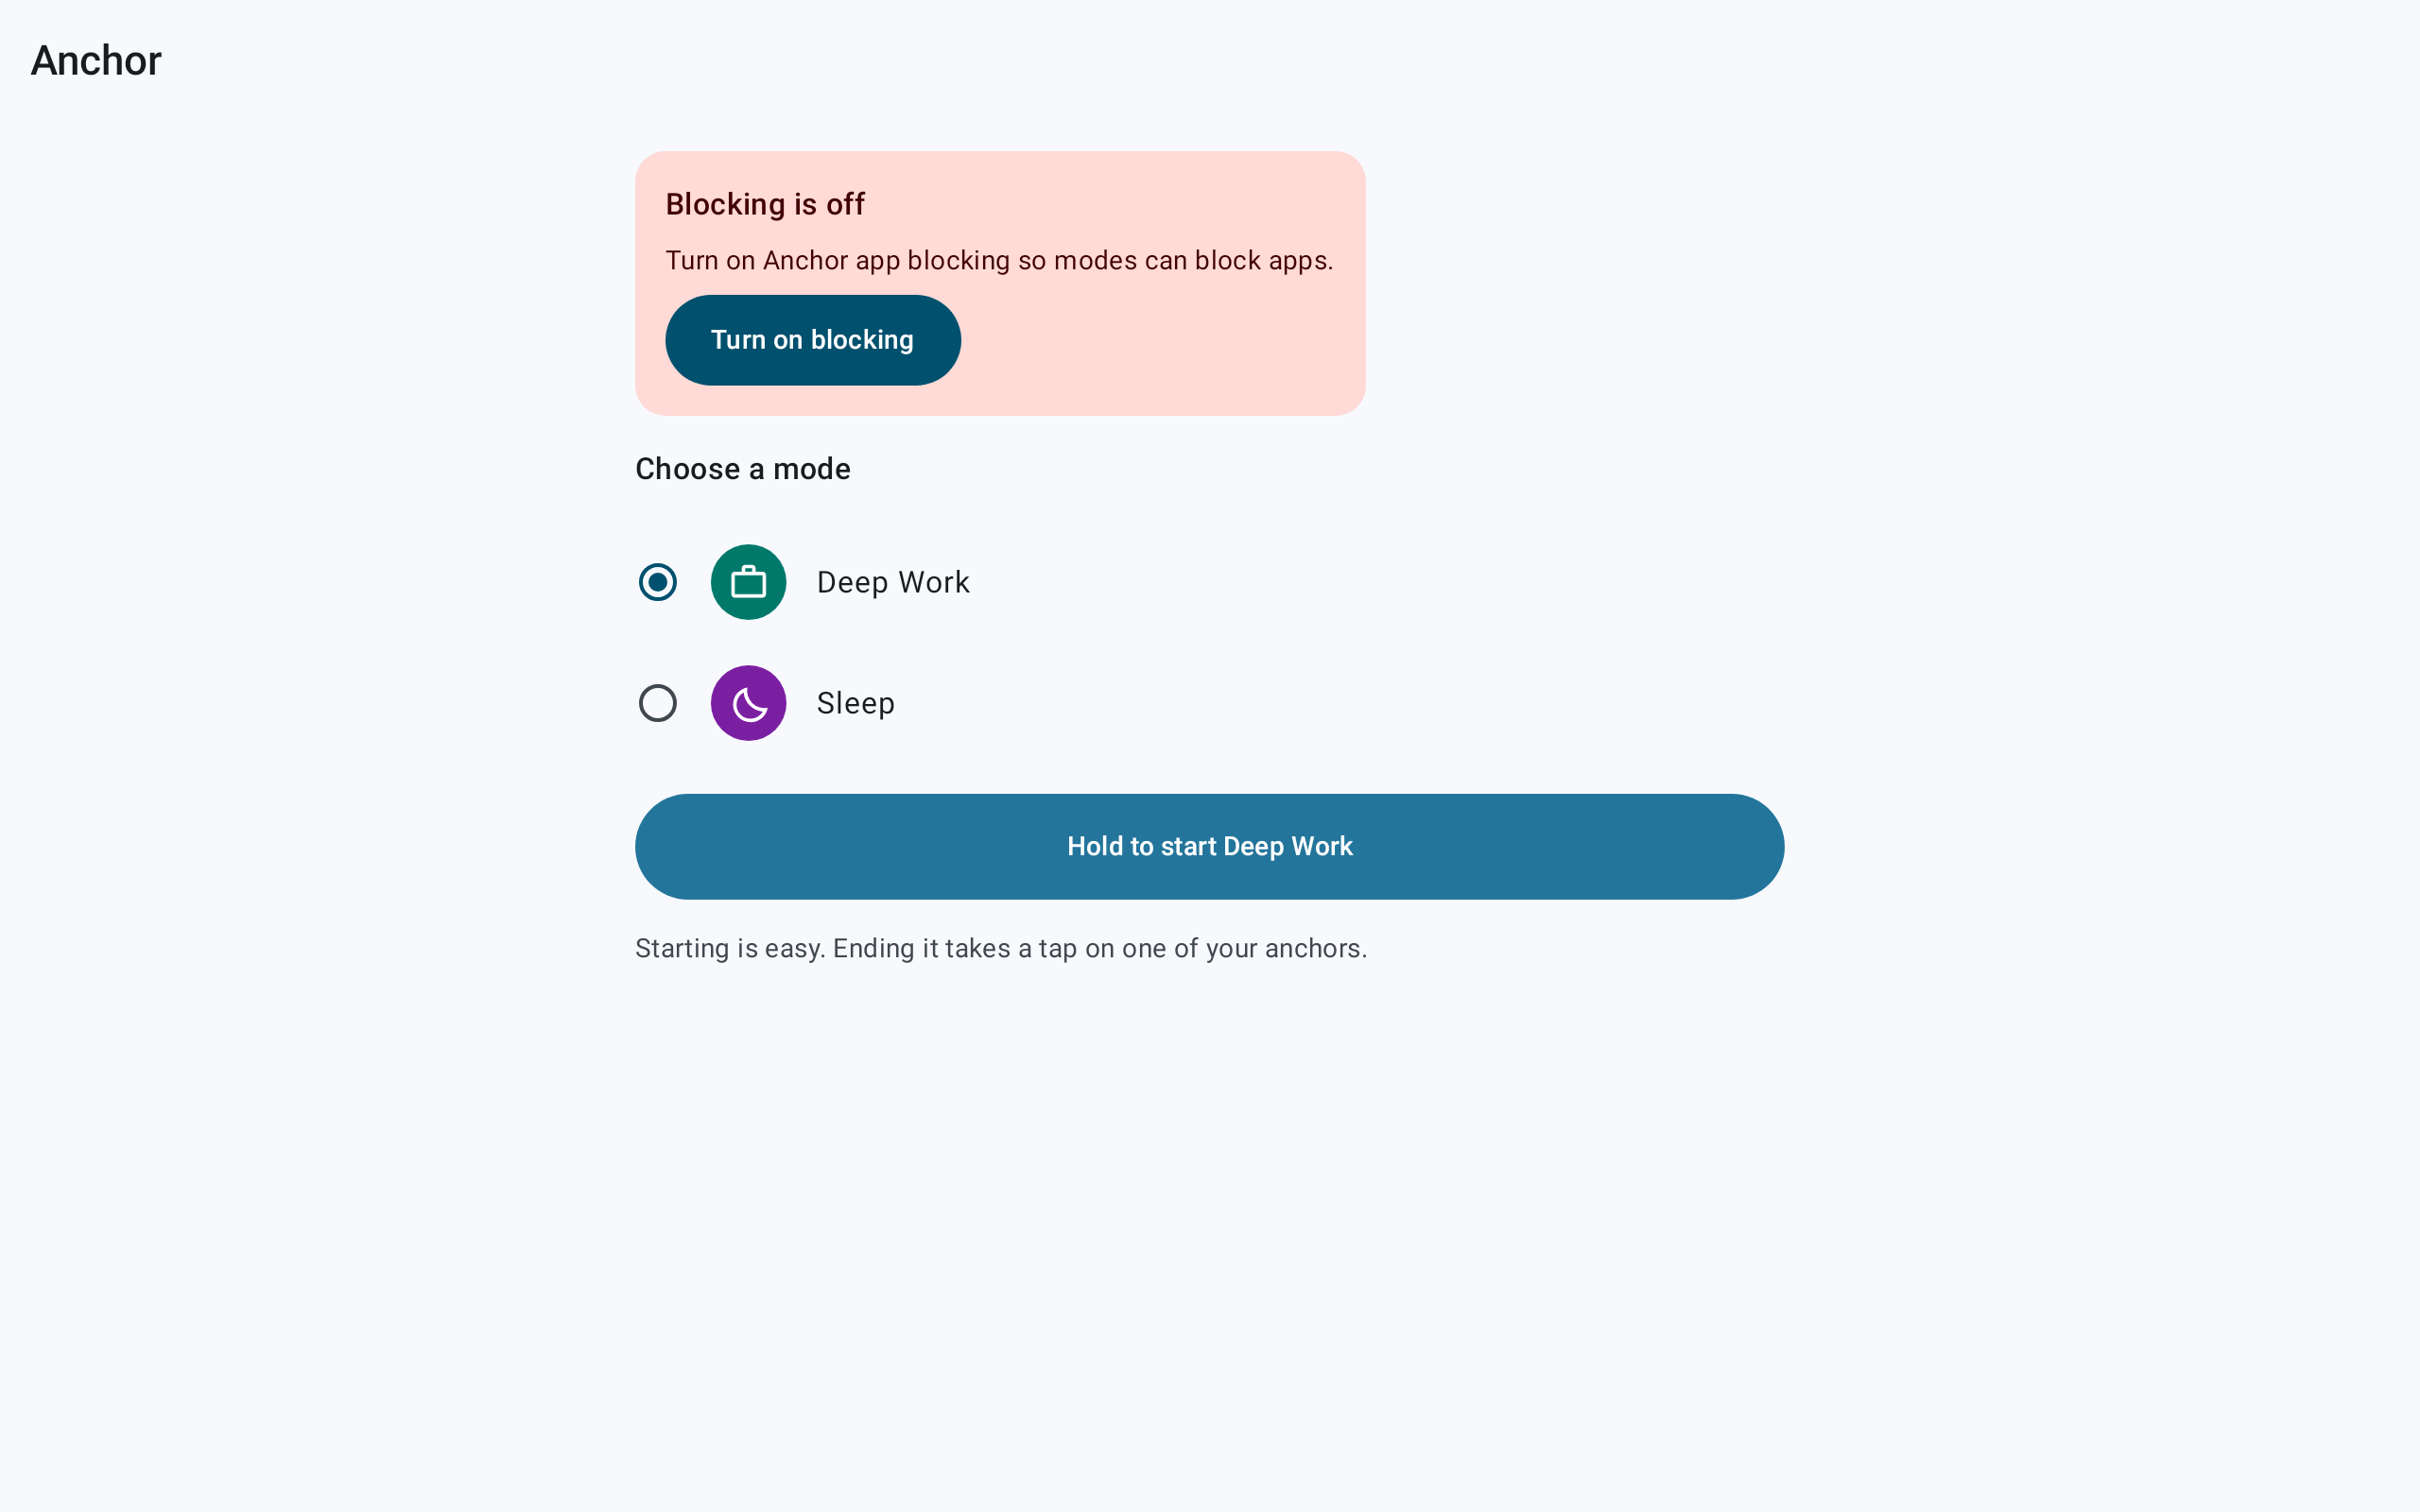 Anchor
Blocking is off
Turn on Anchor app blocking so modes can block apps.
Turn on blocking
Choose a mode
Deep Work
Sleep
Hold to start Deep Work
Starting is easy. Ending it takes a tap on one of your anchors.